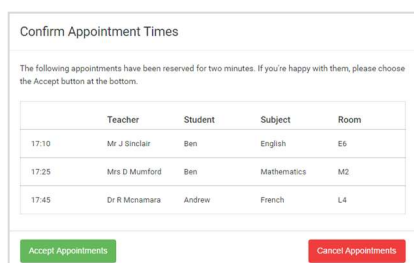 Confirm Appointment Times
The following appointments have been reserved for two minutes. If you're happy with them, please choose
the Accept button at the bottom.
Teacher Student Subject Room
17:10 Mr J Sinclair Ben English E6
17:25 Mrs D Mumford Ben Mathematics M2
17:45 Dr R Mcnamara Andrew French L4
Accept Appointments Cancel Appointments